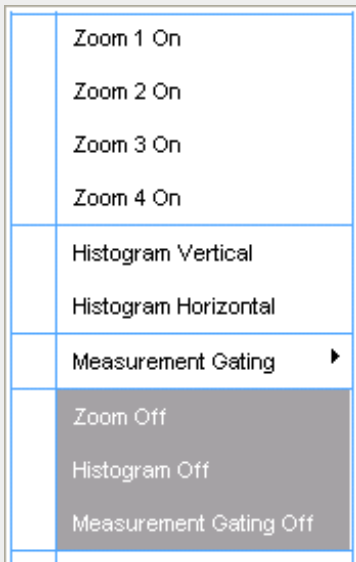 Zoom 1 On
Zoom 2 On
Zoom 3 On
Zoom 4 On
Histogram Vertical
Histogram Horizontal
Measurement Gating
Zoom Off
Histogram Off
Measurement Gating Off